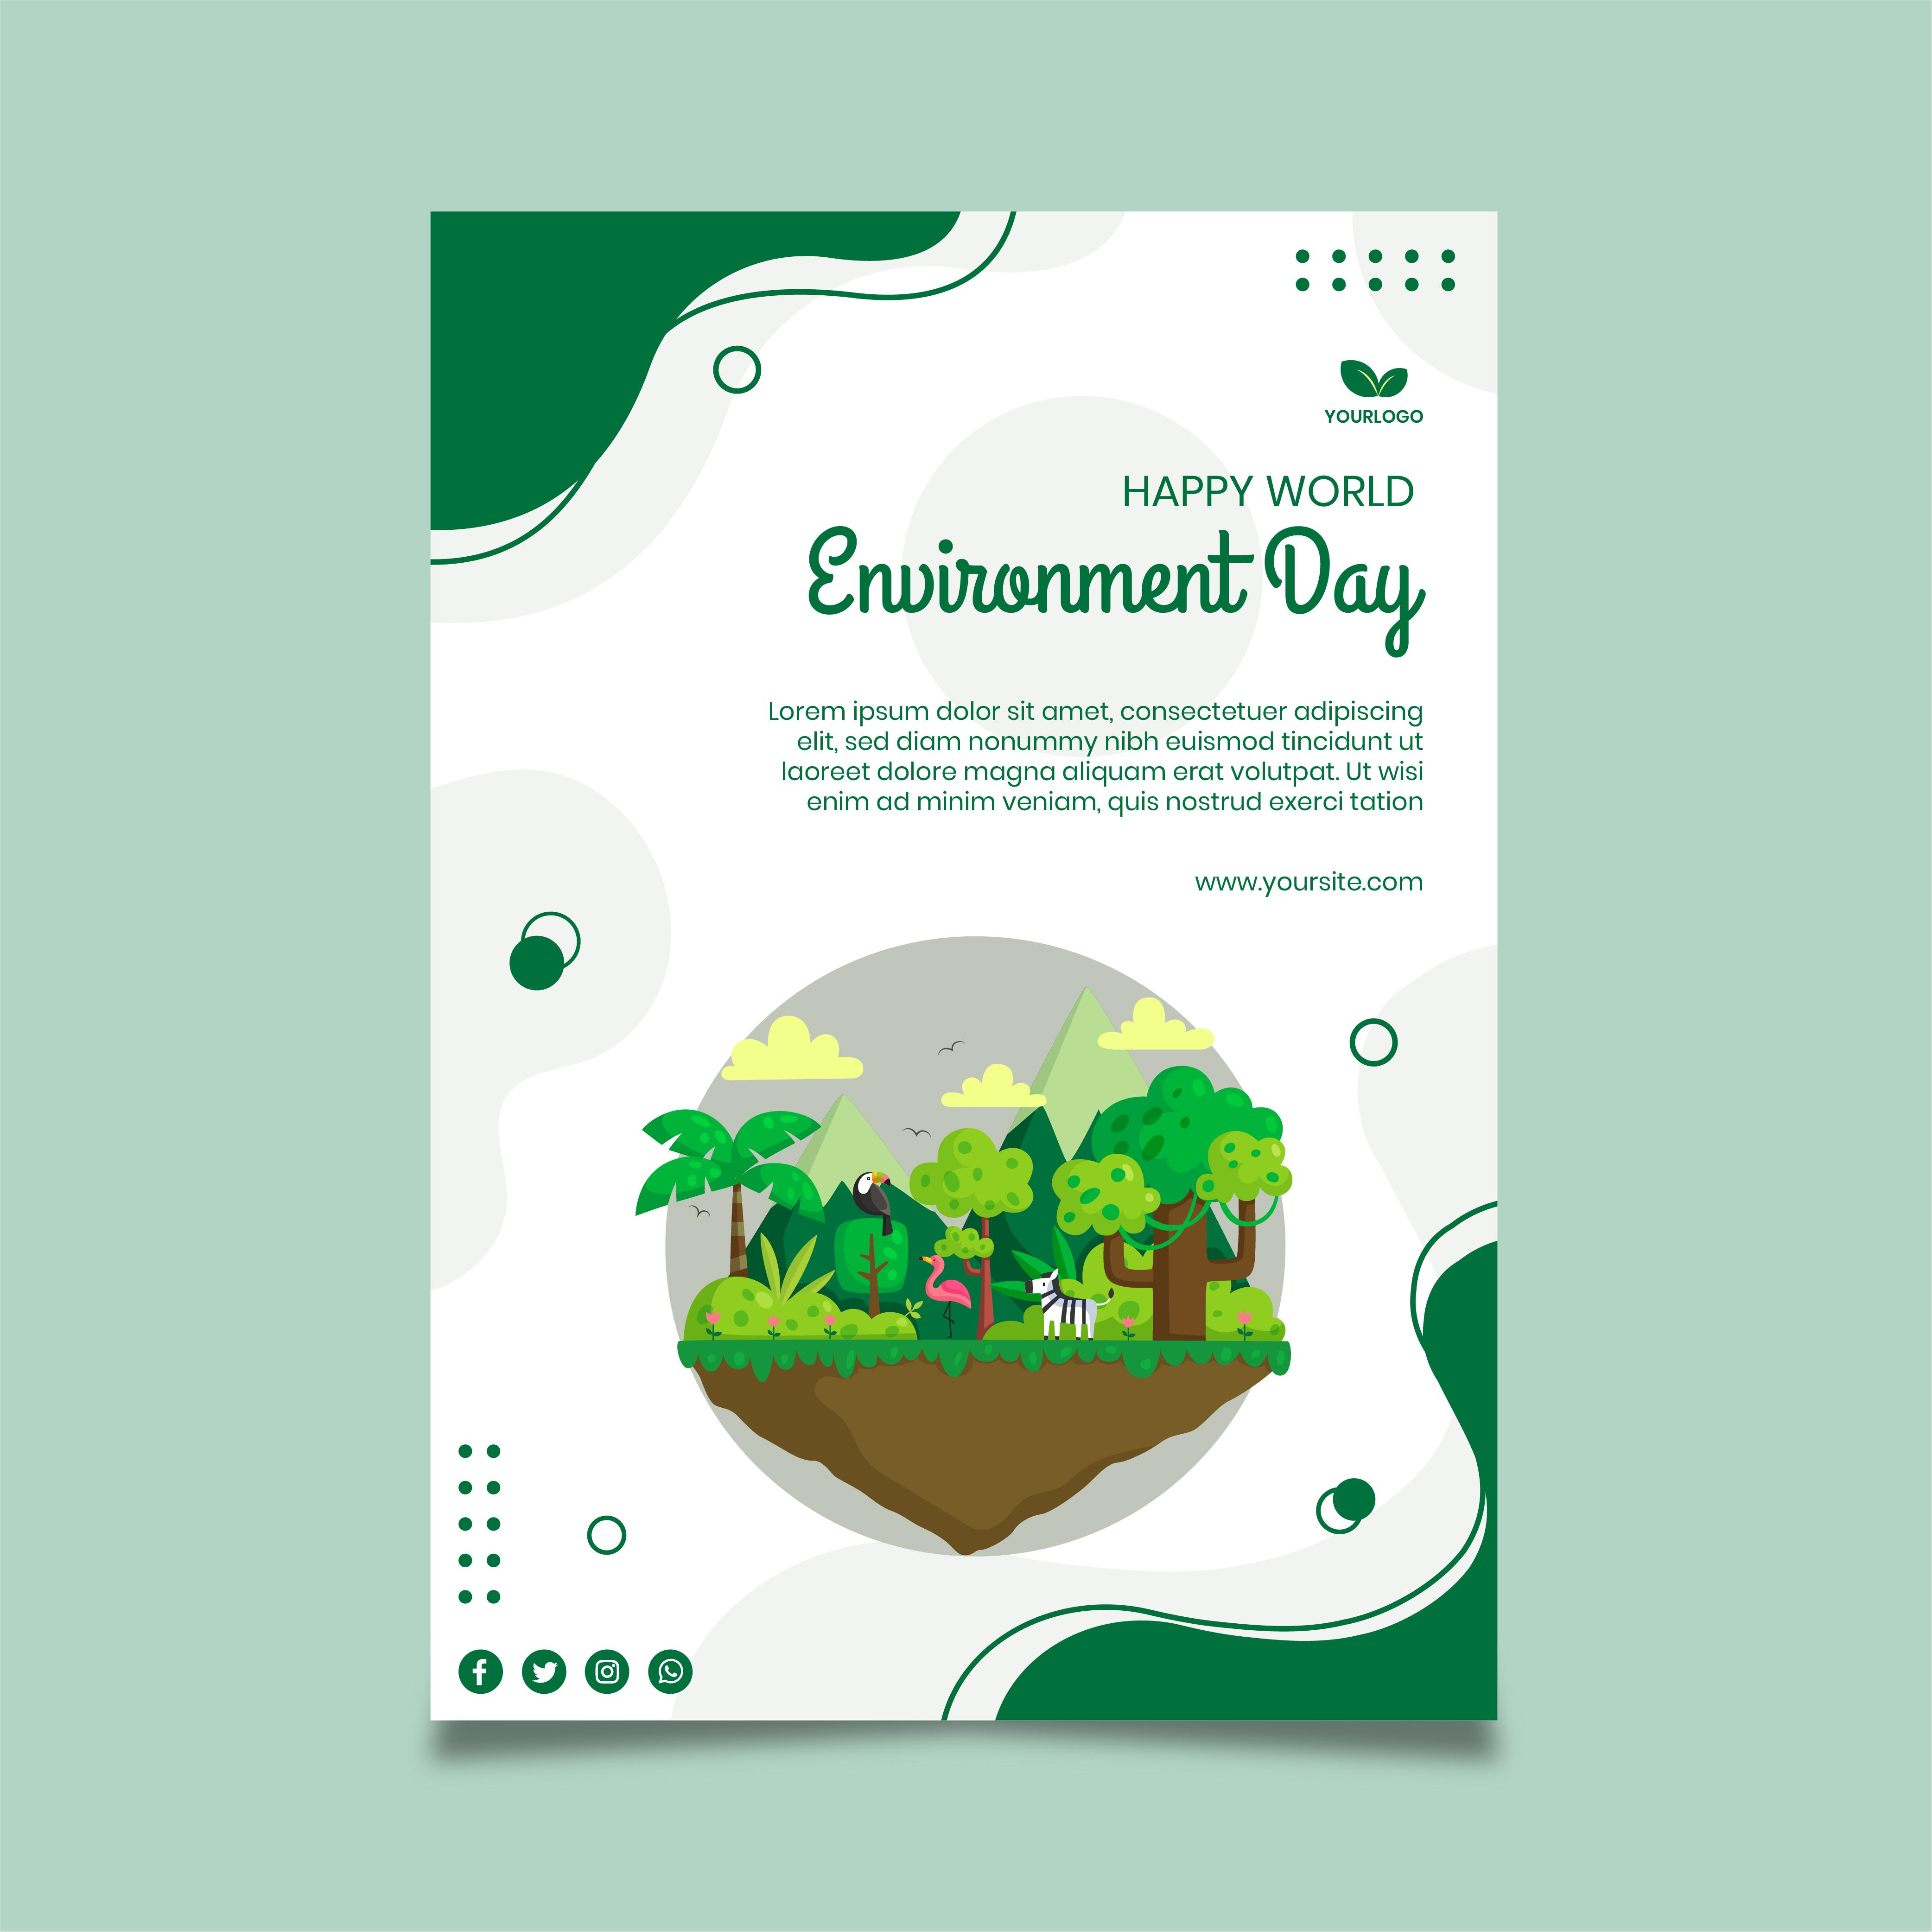 YOURLOGO
HAPPY WORLD
Environment Day
Lorem ipsum dolor sit amet, consectetuer adipiscing
elit, sed diam nonummy nibh euismod tincidunt ut
laoreet dolore magna aliquam erat volutpat. Ut wisi
enim ad minim veniam, quis nostrud exerci tation
www.yoursite.com